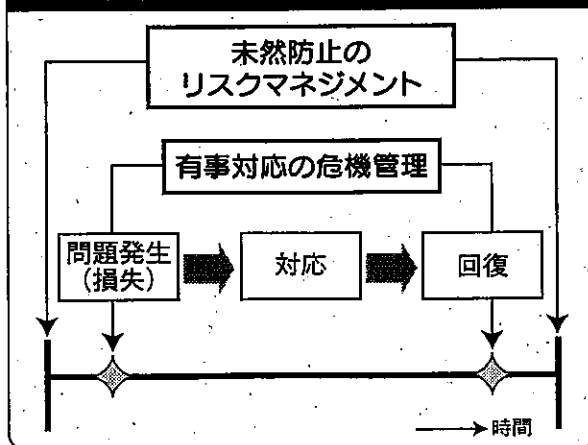 未然防止の
リスクマネジメント
有事対応の危機管理
問題発生
(損失)
対応
回復
時間